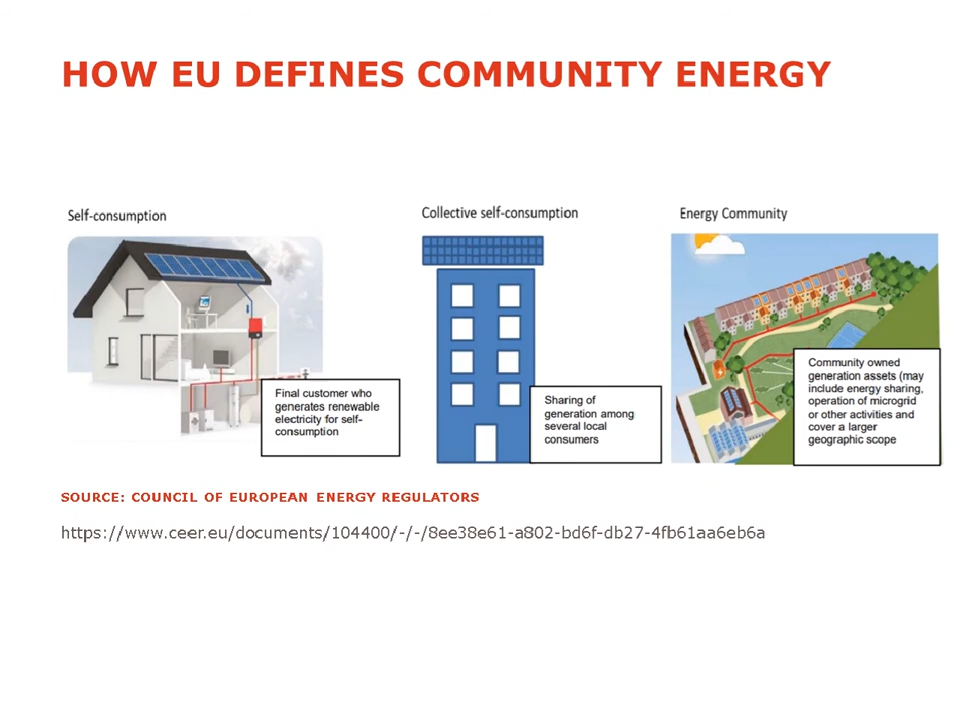 HOW EU DEFINES COMMUNITY ENERGY
Self-consumption
Final customer who
generates renewable
electricity for self-
consumption
Collective self-consumption
Sharing of
generation among
several local
consumers
Energy Community
Community owned
generation assets (may
include energy sharing,
operation of microgrid
or other activities and
cover a larger
geographic scope
SOURCE: COUNCIL OF EUROPEAN ENERGY REGULATORS
https://www.ceer.eu/documents/104400/-/-/8ee38e61-a802-bd6f-db27-4fb61aa6eb6a